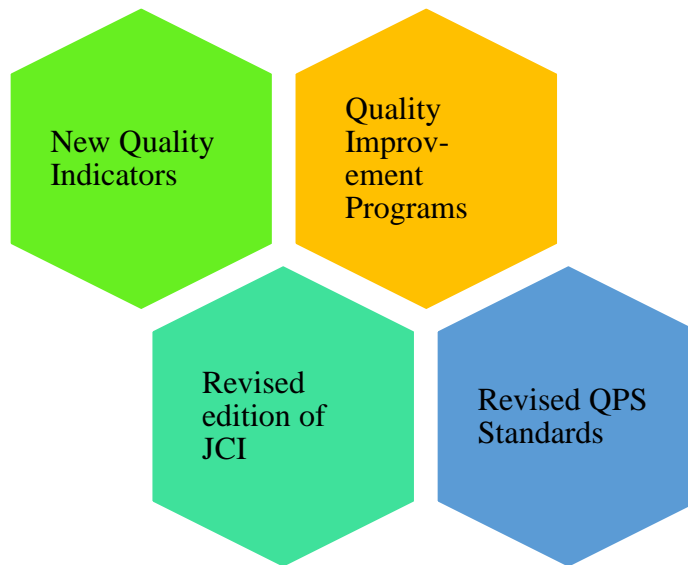 New Quality
Indicators
Quality
Improv-
ement
Programs
Revised
edition of
JCI
Revised QPS
Standards